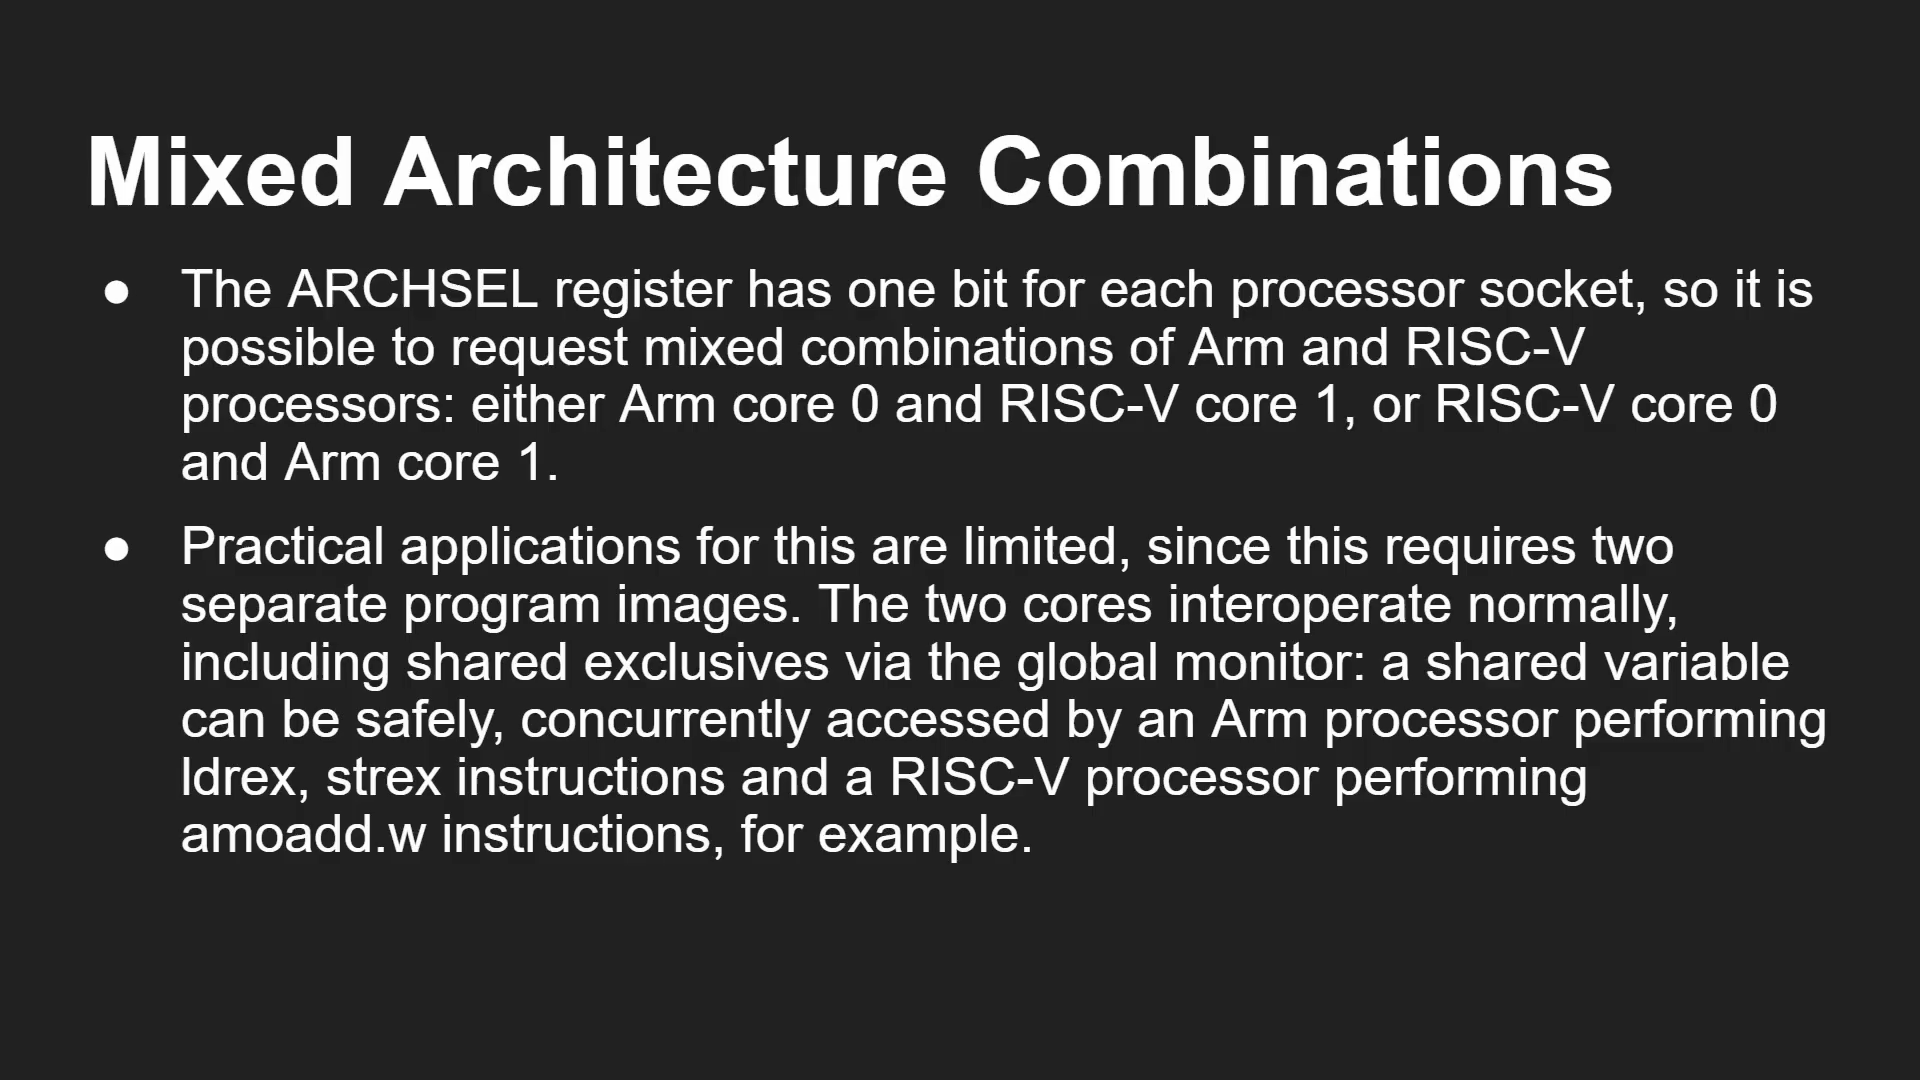 Mixed Architecture Combinations
● The ARCHSEL register has one bit for each processor socket, so it is
possible to request mixed combinations of Arm and RISC-V
processors: either Arm core 0 and RISC-V core 1, or RISC-V core 0
and Arm core 1.
● Practical applications for this are limited, since this requires two
separate program images. The two cores interoperate normally,
including shared exclusives via the global monitor: a shared variable
can be safely, concurrently accessed by an Arm processor performing
ldrex, strex instructions and a RISC-V processor performing
amoadd.w instructions, for example.